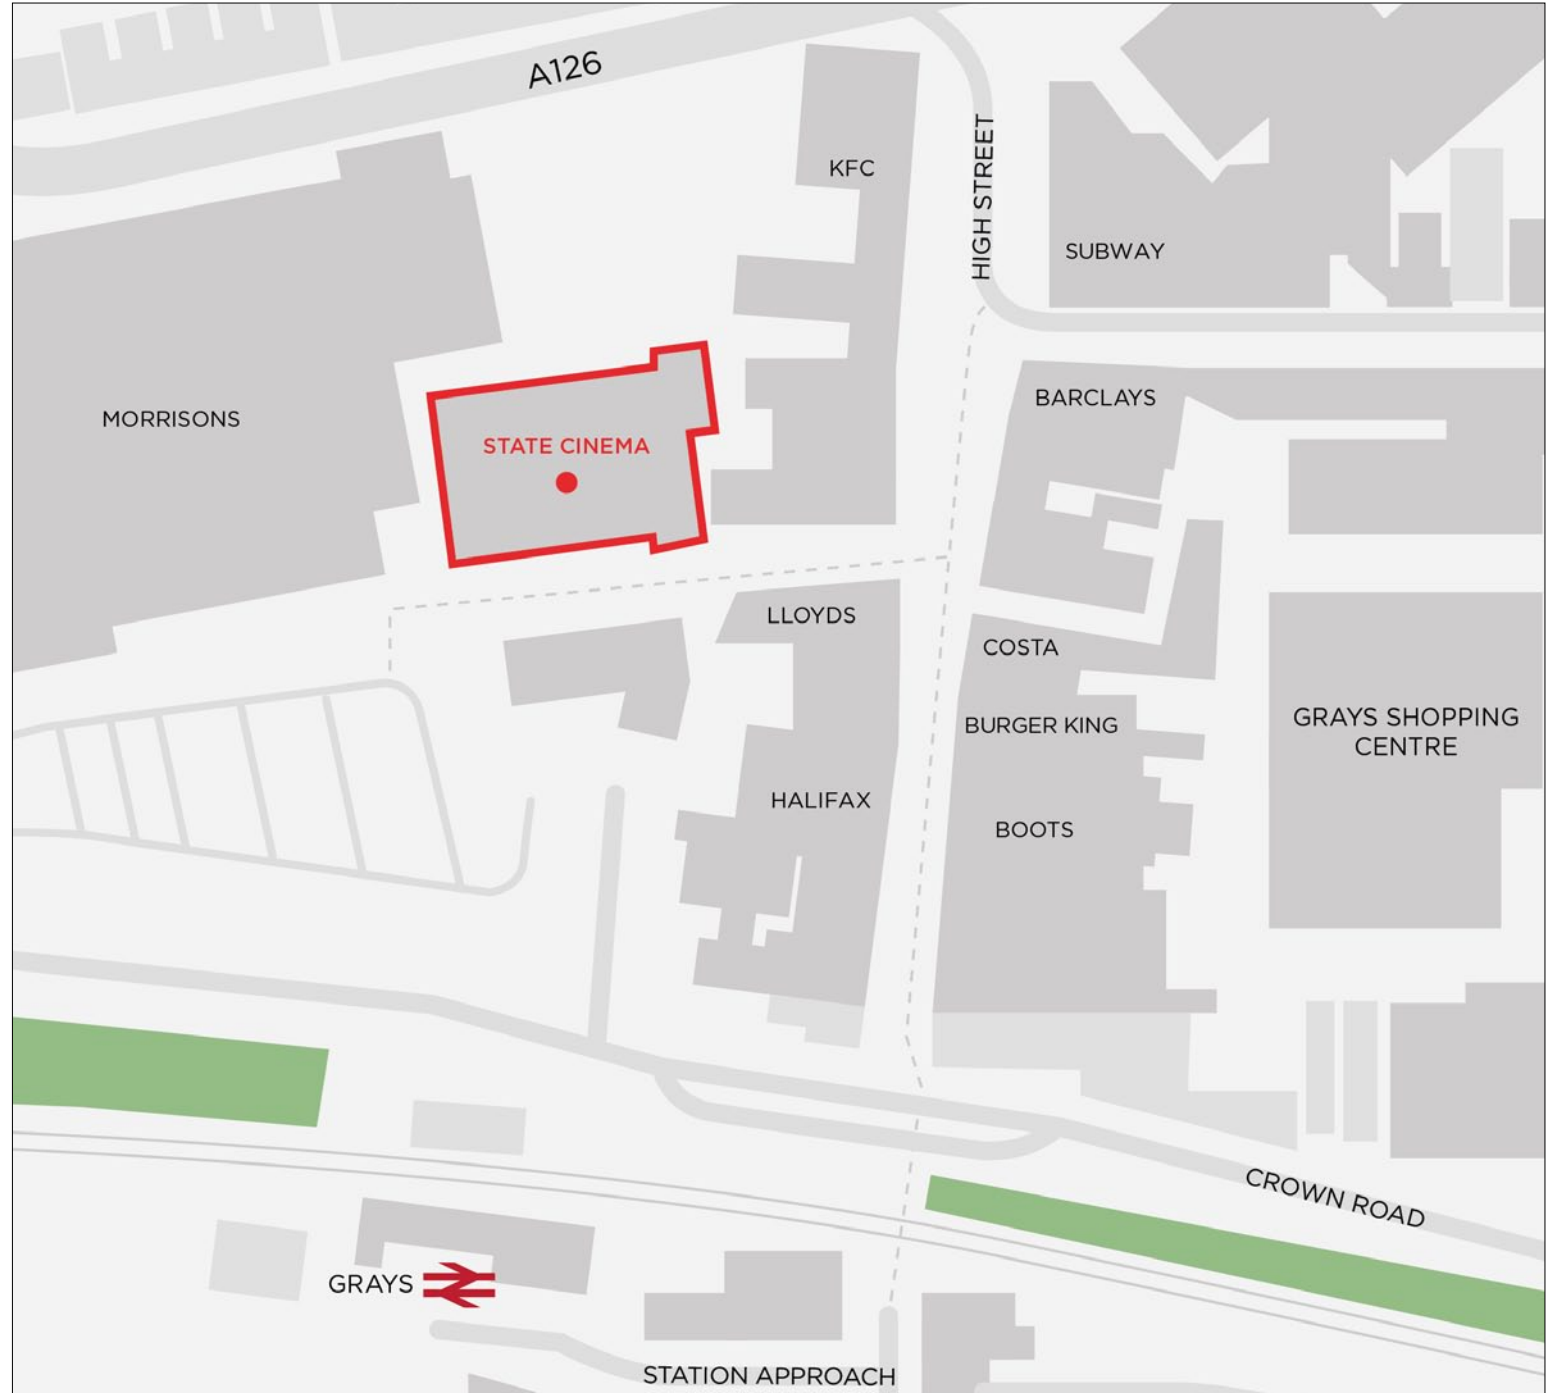 A126
KFC
HIGH STREET
SUBWAY
BARCLAYS
MORRISONS
STATE CINEMA
LLOYDS
COSTA
BURGER KING
GRAYS SHOPPING
CENTRE
HALIFAX
BOOTS
CROWN ROAD
GRAYS
STATION APPROACH